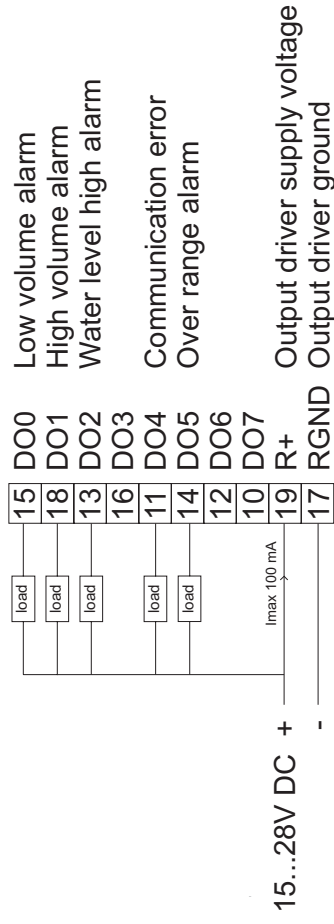 15 DO0 Low volume alarm
18 DO1 High volume alarm
13 DO2 Water level high alarm
16 DO3
11 DO4 Communication error
14 DO5 Over range alarm
12 DO6
10 DO7
19 R+ Output driver supply voltage
17 RGND Output driver ground
load
load
load
load
load
Imax 100 mA
15...28V DC +
-